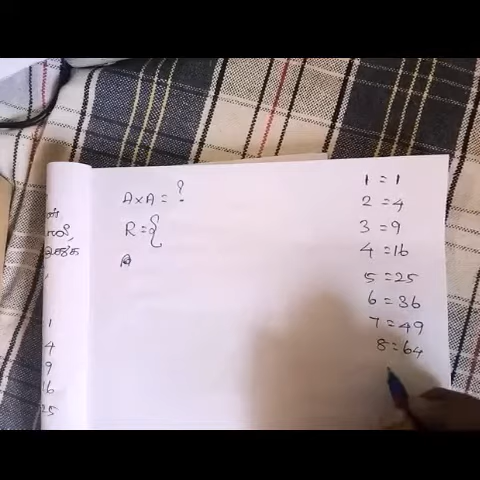 A×A = ?
R = {
A
1 = 1
2 = 4
3 = 9
4 = 16
5 = 25
6 = 36
7 = 49
8 = 64
1
4
9
16
25